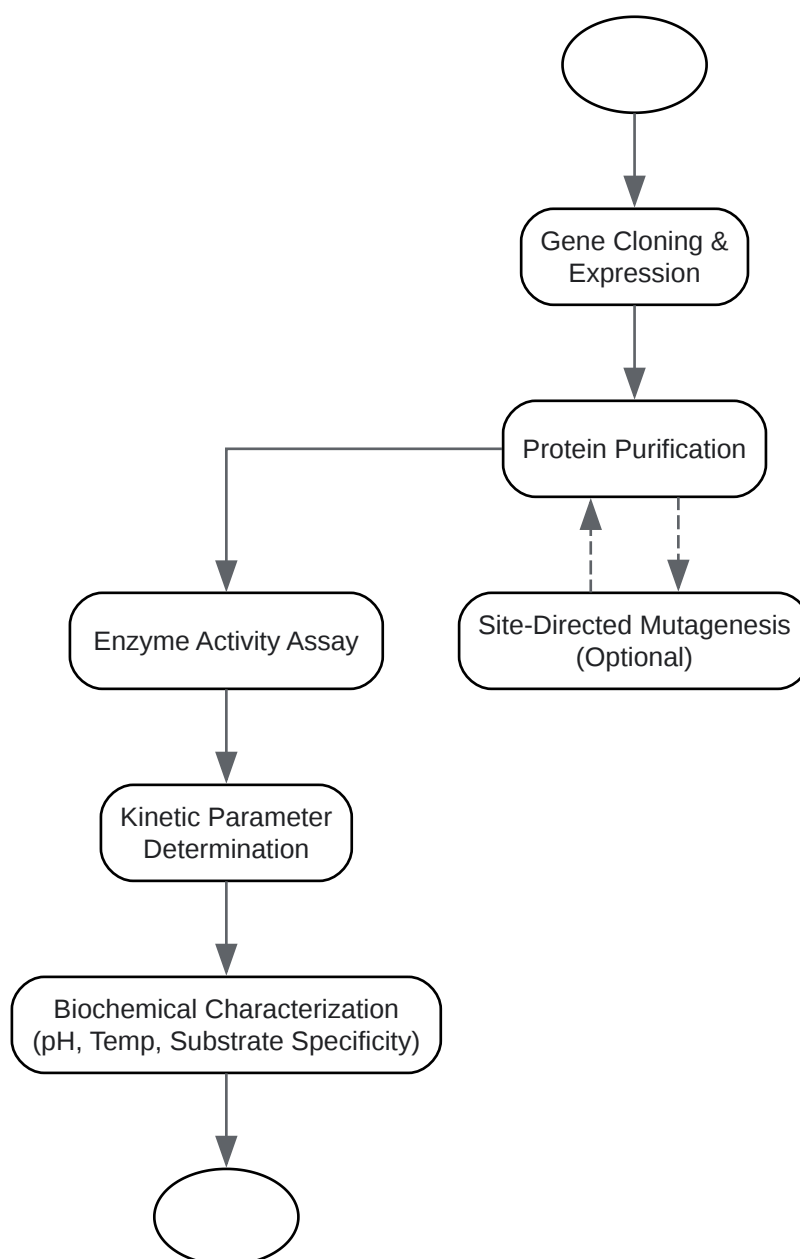 Gene Cloning &
Expression
Protein Purification
Enzyme Activity Assay
Site-Directed Mutagenesis
(Optional)
Kinetic Parameter
Determination
Biochemical Characterization
(pH, Temp, Substrate Specificity)